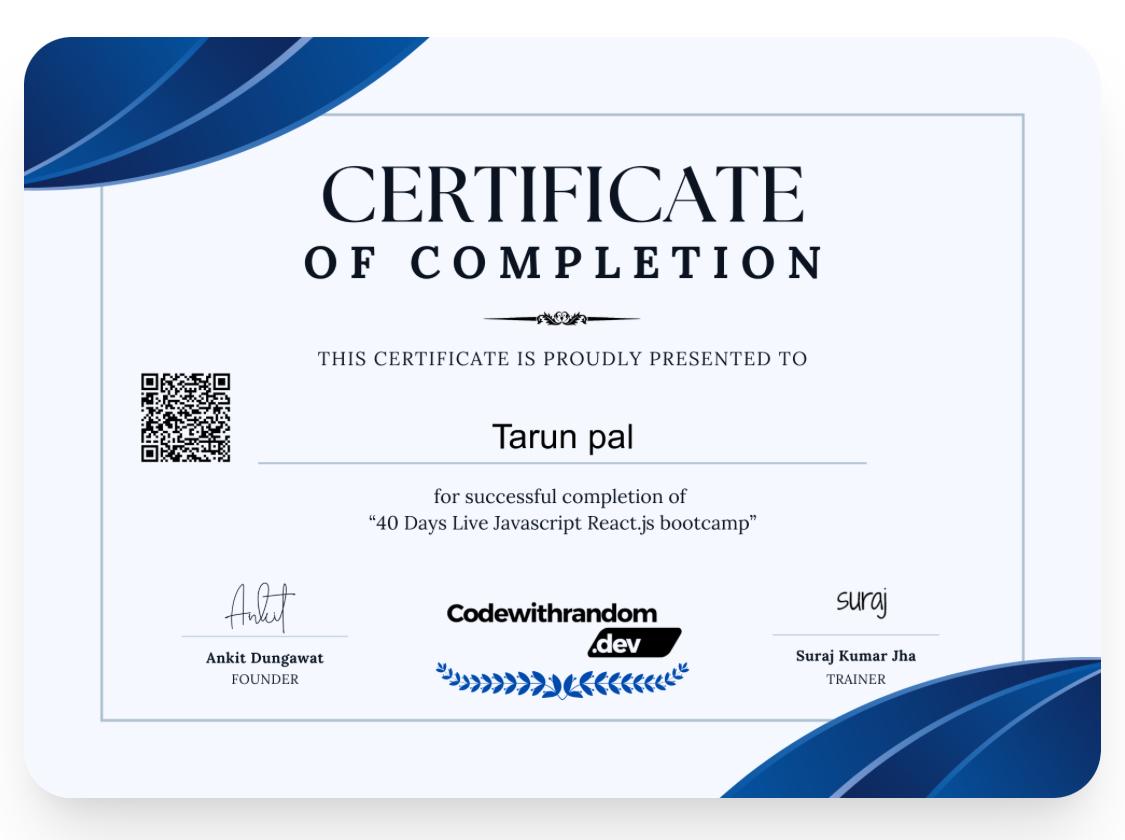 CERTIFICATE
OF COMPLETION
THIS CERTIFICATE IS PROUDLY PRESENTED TO
Tarun pal
for successful completion of
“40 Days Live Javascript React.js bootcamp”
Ankit
Ankit Dungawat
FOUNDER
Codewithrandom
.dev
suraj
Suraj Kumar Jha
TRAINER